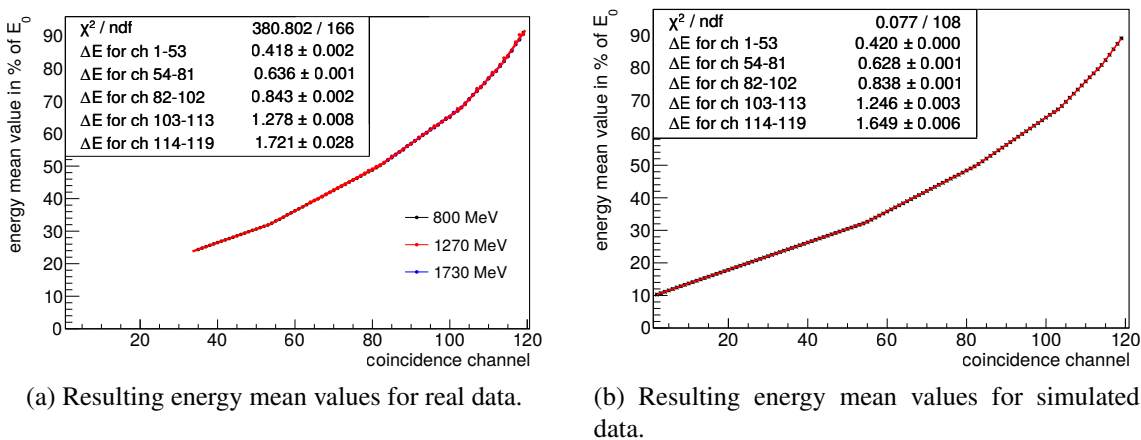 energy mean value in % of E0
χ² / ndf 380.802 / 166
ΔE for ch 1-53 0.418 ± 0.002
ΔE for ch 54-81 0.636 ± 0.001
ΔE for ch 82-102 0.843 ± 0.002
ΔE for ch 103-113 1.278 ± 0.008
ΔE for ch 114-119 1.721 ± 0.028
90
80
70
60
50
40
30
20
10
0
800 MeV
1270 MeV
1730 MeV
20 40 60 80 100 120
coincidence channel
(a) Resulting energy mean values for real data.
energy mean value in % of E0
χ² / ndf 0.077 / 108
ΔE for ch 1-53 0.420 ± 0.000
ΔE for ch 54-81 0.628 ± 0.001
ΔE for ch 82-102 0.838 ± 0.001
ΔE for ch 103-113 1.246 ± 0.003
ΔE for ch 114-119 1.649 ± 0.006
90
80
70
60
50
40
30
20
10
0
20 40 60 80 100 120
coincidence channel
(b) Resulting energy mean values for simulated
data.